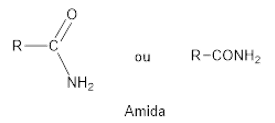 O
R—C ou R–CONH₂
NH₂
Amida